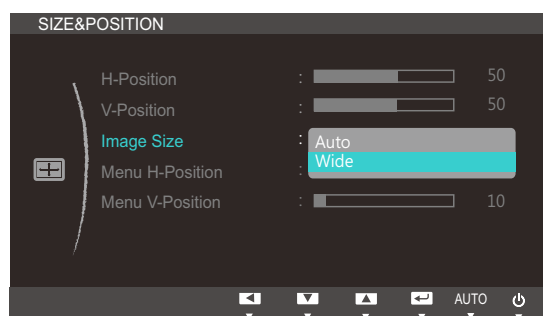 SIZE&POSITION
H-Position : 50
V-Position : 50
Image Size : Auto
Wide
Menu H-Position :
Menu V-Position : 10
AUTO